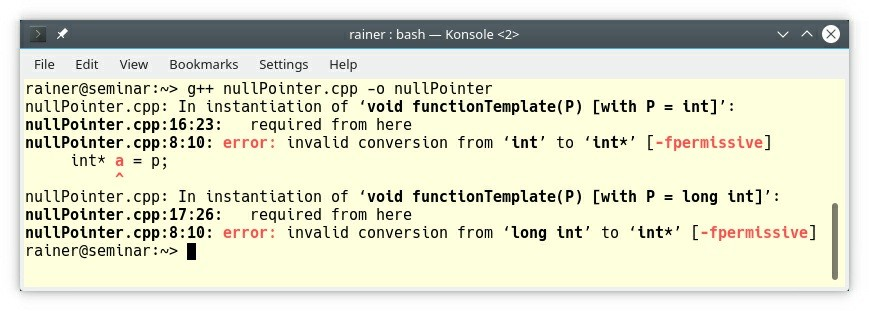 rainer : bash — Konsole <2>
File Edit View Bookmarks Settings Help
rainer@seminar:~> g++ nullPointer.cpp -o nullPointer
nullPointer.cpp: In instantiation of ‘void functionTemplate(P) [with P = int]’:
nullPointer.cpp:16:23:   required from here
nullPointer.cpp:8:10: error: invalid conversion from ‘int’ to ‘int*’ [-fpermissive]
     int* a = p;
          ^
nullPointer.cpp: In instantiation of ‘void functionTemplate(P) [with P = long int]’:
nullPointer.cpp:17:26:   required from here
nullPointer.cpp:8:10: error: invalid conversion from ‘long int’ to ‘int*’ [-fpermissive]
rainer@seminar:~>